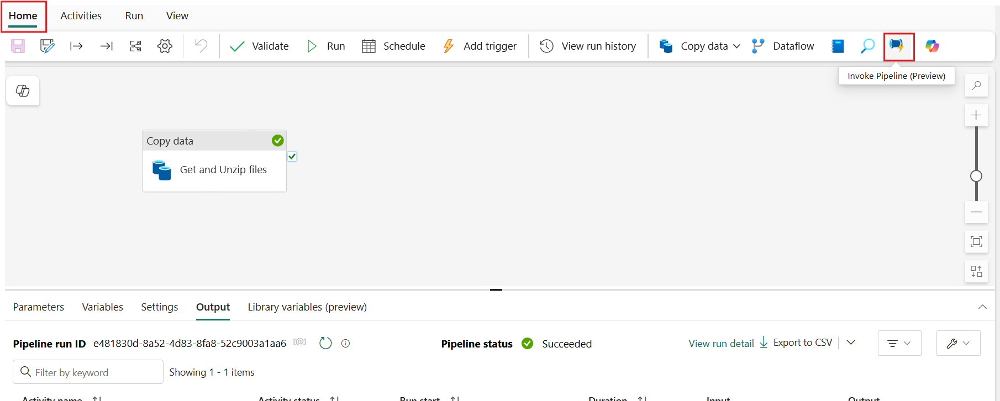 Home Activities Run View
Validate Run Schedule Add trigger View run history Copy data Dataflow
Invoke Pipeline (Preview)
Copy data
Get and Unzip files
Parameters Variables Settings Output Library variables (preview)
Pipeline run ID e481830d-8a52-4d83-8fa8-52c9003a1aa6 [@] Pipeline status Succeeded View run detail Export to CSV
Filter by keyword Showing 1 - 1 items
Activity name Activity status Run start Duration Input Output